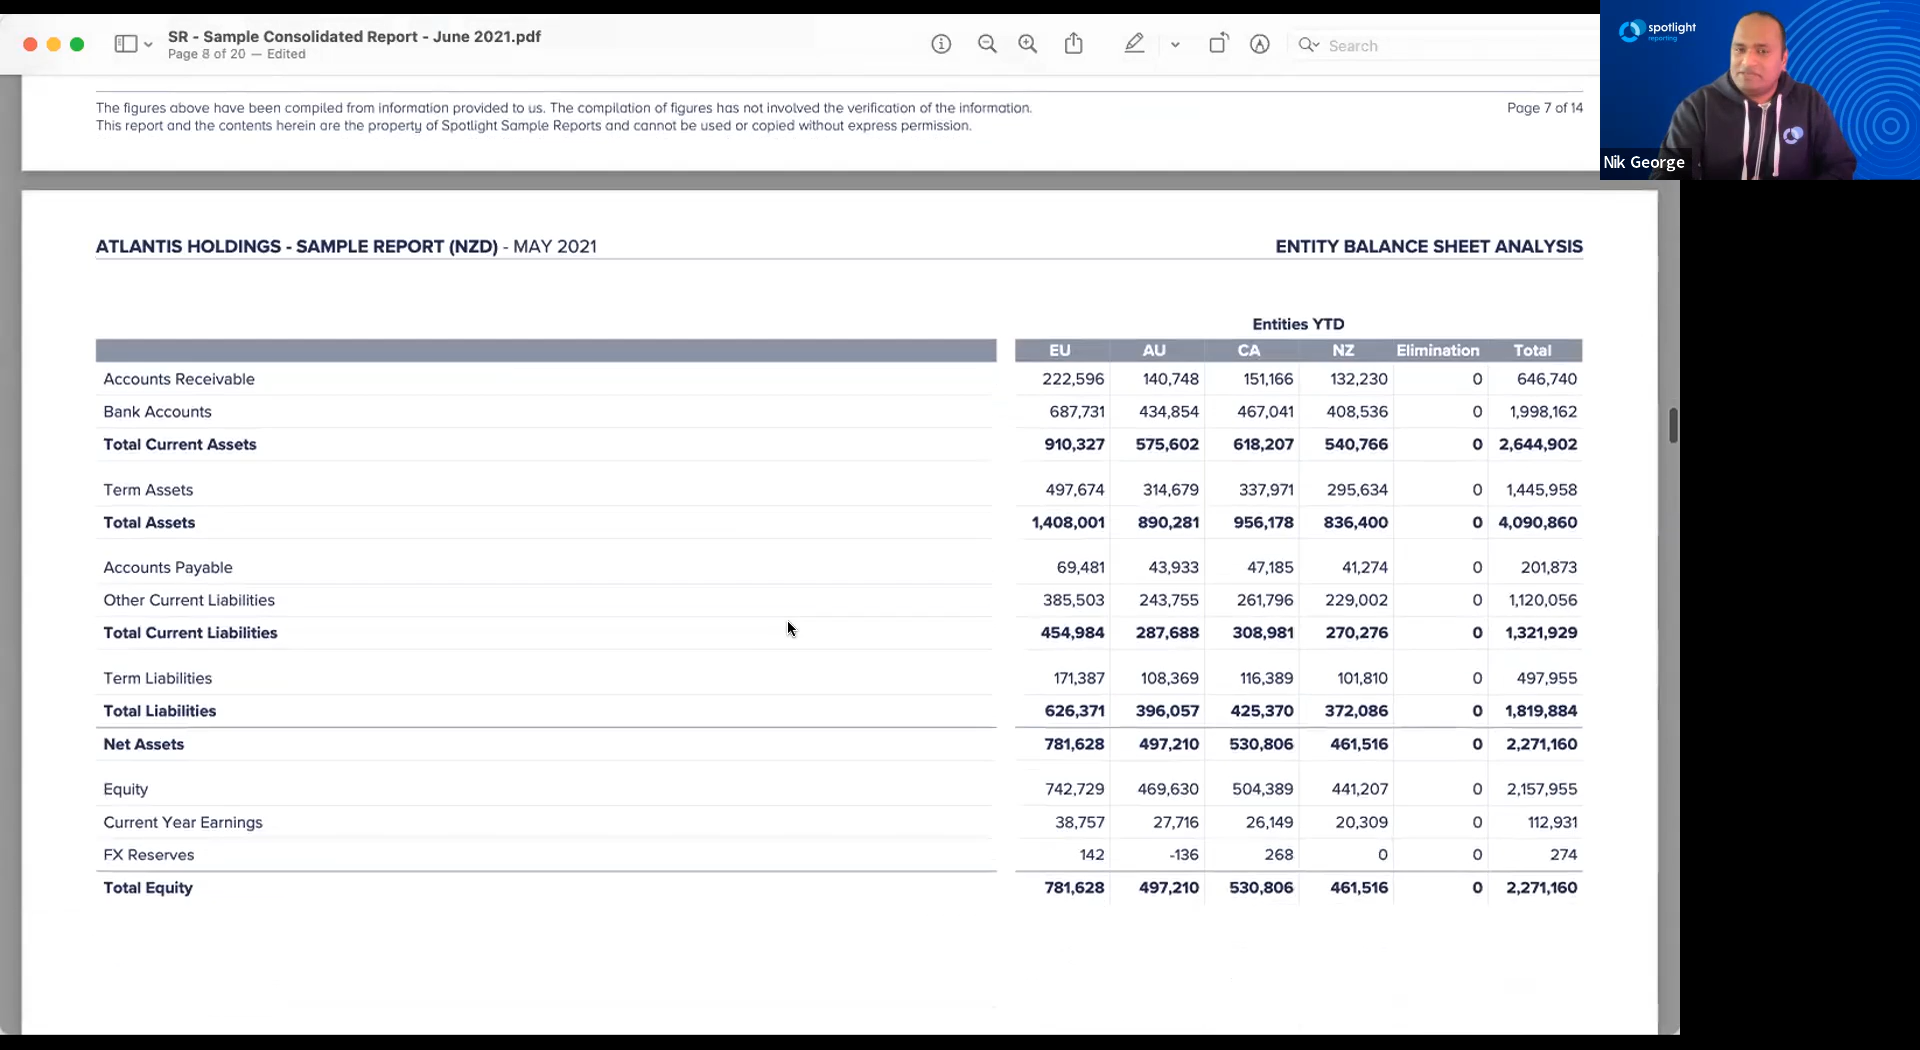 SR - Sample Consolidated Report - June 2021.pdf
Page 8 of 20 — Edited
Search
spotlight
reporting
Nik George
The figures above have been compiled from information provided to us. The compilation of figures has not involved the verification of the information.
This report and the contents herein are the property of Spotlight Sample Reports and cannot be used or copied without express permission.
Page 7 of 14
ATLANTIS HOLDINGS - SAMPLE REPORT (NZD) - MAY 2021
ENTITY BALANCE SHEET ANALYSIS
Entities YTD
EU AU CA NZ Elimination Total
Accounts Receivable 222,596 140,748 151,166 132,230 0 646,740
Bank Accounts 687,731 434,854 467,041 408,536 0 1,998,162
Total Current Assets 910,327 575,602 618,207 540,766 0 2,644,902
Term Assets 497,674 314,679 337,971 295,634 0 1,445,958
Total Assets 1,408,001 890,281 956,178 836,400 0 4,090,860
Accounts Payable 69,481 43,933 47,185 41,274 0 201,873
Other Current Liabilities 385,503 243,755 261,796 229,002 0 1,120,056
Total Current Liabilities 454,984 287,688 308,981 270,276 0 1,321,929
Term Liabilities 171,387 108,369 116,389 101,810 0 497,955
Total Liabilities 626,371 396,057 425,370 372,086 0 1,819,884
Net Assets 781,628 497,210 530,806 461,516 0 2,271,160
Equity 742,729 469,630 504,389 441,207 0 2,157,955
Current Year Earnings 38,757 27,716 26,149 20,309 0 112,931
FX Reserves 142 -136 268 0 0 274
Total Equity 781,628 497,210 530,806 461,516 0 2,271,160